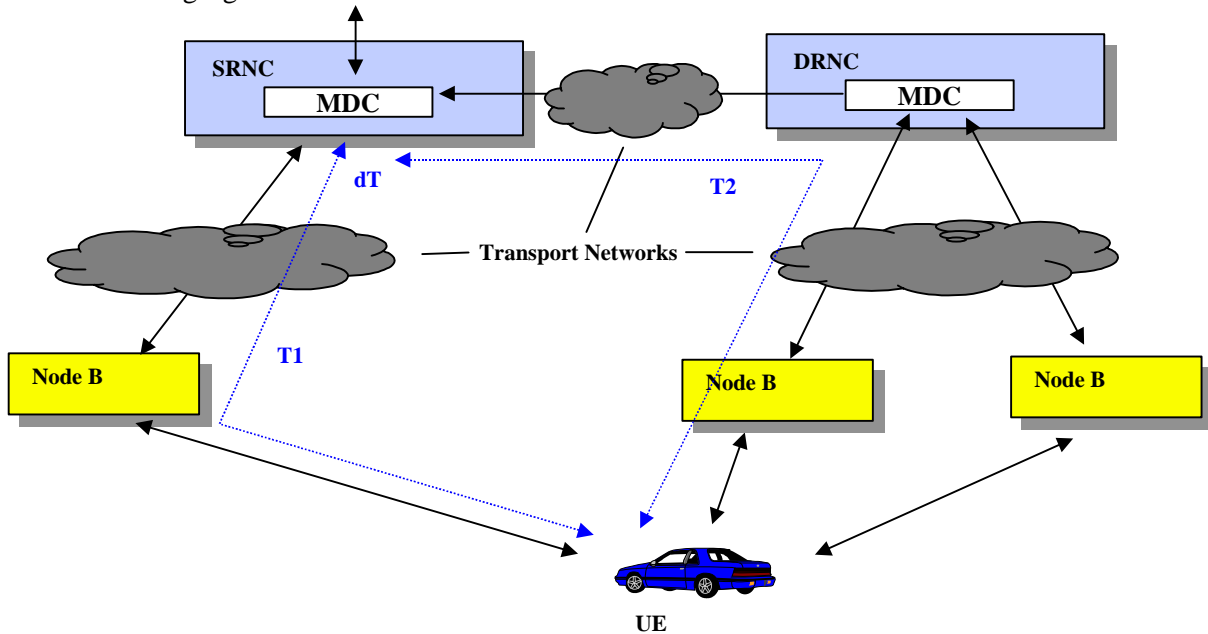 SRNC
MDC
DRNC
MDC
dT
T2
Transport Networks
T1
Node B
Node B
Node B
UE